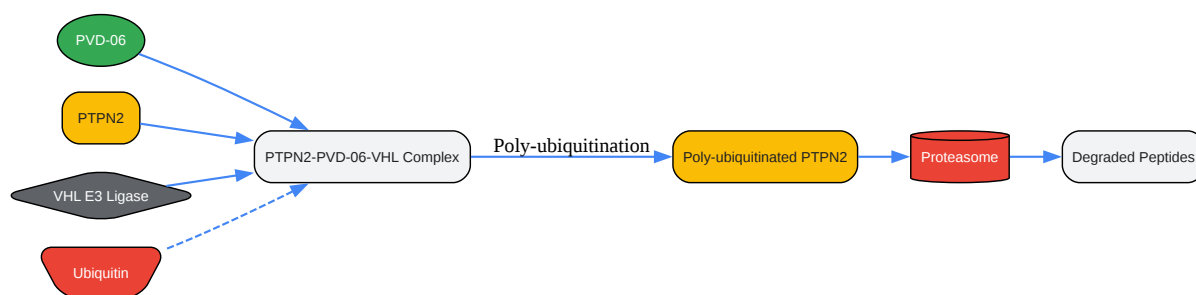 PVD-06
PTPN2
VHL E3 Ligase
Ubiquitin
PTPN2-PVD-06-VHL Complex
Poly-ubiquitination
Poly-ubiquitinated PTPN2
Proteasome
Degraded Peptides